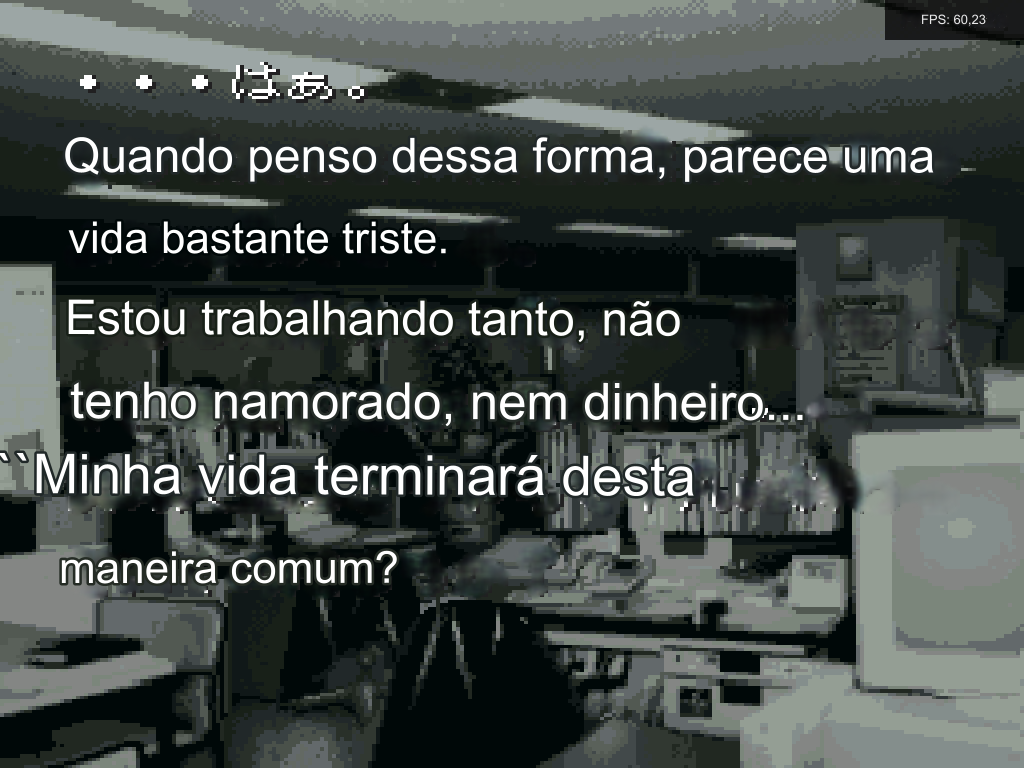 FPS: 60,23
・・・はぁ。
Quando penso dessa forma, parece uma
vida bastante triste.
Estou trabalhando tanto, não
tenho namorado, nem dinheiro...
``Minha vida terminará desta
maneira comum?